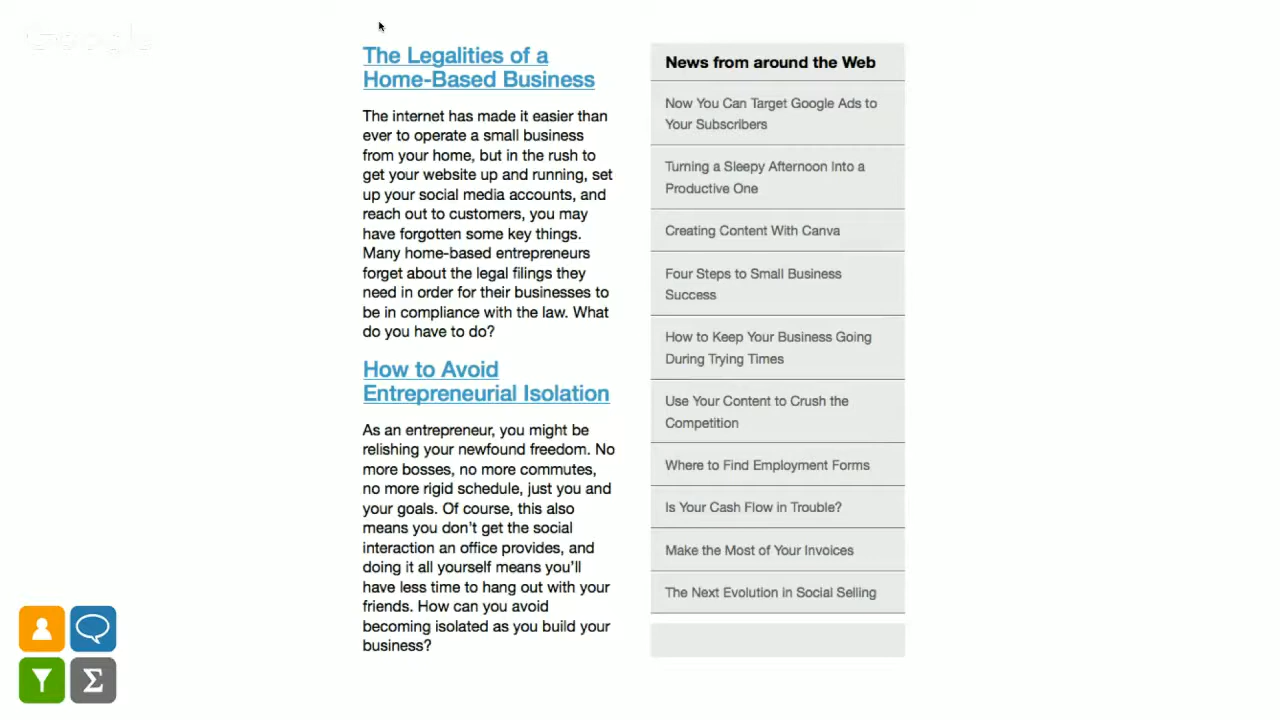 Google
The Legalities of a
Home-Based Business
The internet has made it easier than
ever to operate a small business
from your home, but in the rush to
get your website up and running, set
up your social media accounts, and
reach out to customers, you may
have forgotten some key things.
Many home-based entrepreneurs
forget about the legal filings they
need in order for their businesses to
be in compliance with the law. What
do you have to do?
How to Avoid
Entrepreneurial Isolation
As an entrepreneur, you might be
relishing your newfound freedom. No
more bosses, no more commutes,
no more rigid schedule, just you and
your goals. Of course, this also
means you don't get the social
interaction an office provides, and
doing it all yourself means you'll
have less time to hang out with your
friends. How can you avoid
becoming isolated as you build your
business?
News from around the Web
Now You Can Target Google Ads to
Your Subscribers
Turning a Sleepy Afternoon Into a
Productive One
Creating Content With Canva
Four Steps to Small Business
Success
How to Keep Your Business Going
During Trying Times
Use Your Content to Crush the
Competition
Where to Find Employment Forms
Is Your Cash Flow in Trouble?
Make the Most of Your Invoices
The Next Evolution in Social Selling
Σ